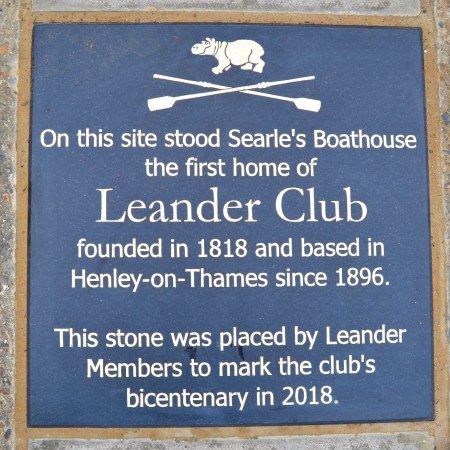 On this site stood Searle's Boathouse
the first home of
Leander Club
founded in 1818 and based in
Henley-on-Thames since 1896.
This stone was placed by Leander
Members to mark the club's
bicentenary in 2018.